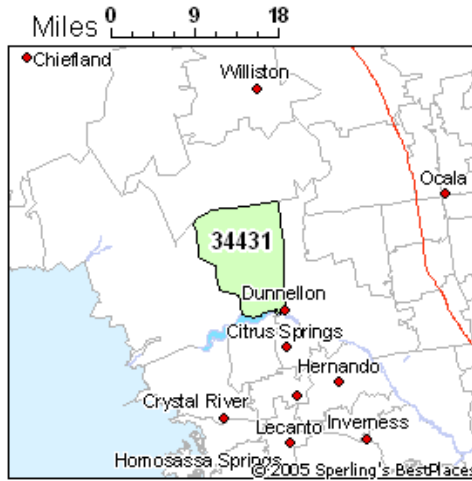 Miles 0 9 18
Chiefland
Williston
Ocala
34431
Dunnellon
Citrus Springs
Hernando
Crystal River
Lecanto Inverness
Homosassa Springs
© 2005 Sperling's BestPlaces